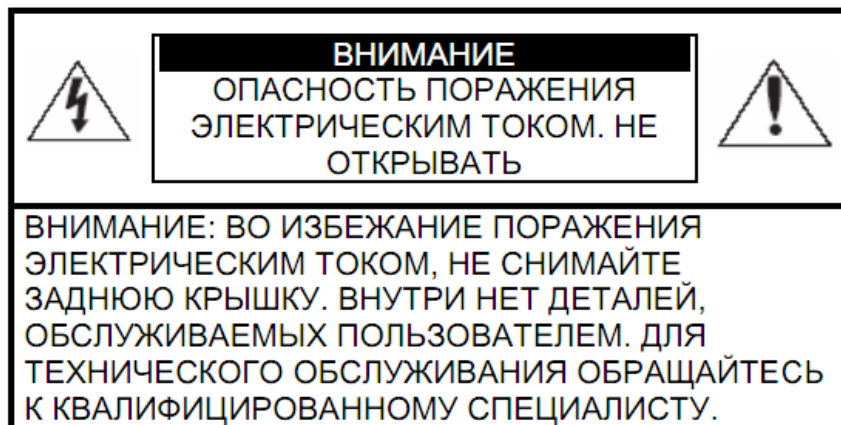 ВНИМАНИЕ
ОПАСНОСТЬ ПОРАЖЕНИЯ
ЭЛЕКТРИЧЕСКИМ ТОКОМ. НЕ
ОТКРЫВАТЬ
ВНИМАНИЕ: ВО ИЗБЕЖАНИЕ ПОРАЖЕНИЯ
ЭЛЕКТРИЧЕСКИМ ТОКОМ, НЕ СНИМАЙТЕ
ЗАДНЮЮ КРЫШКУ. ВНУТРИ НЕТ ДЕТАЛЕЙ,
ОБСЛУЖИВАЕМЫХ ПОЛЬЗОВАТЕЛЕМ. ДЛЯ
ТЕХНИЧЕСКОГО ОБСЛУЖИВАНИЯ ОБРАЩАЙТЕСЬ
К КВАЛИФИЦИРОВАННОМУ СПЕЦИАЛИСТУ.